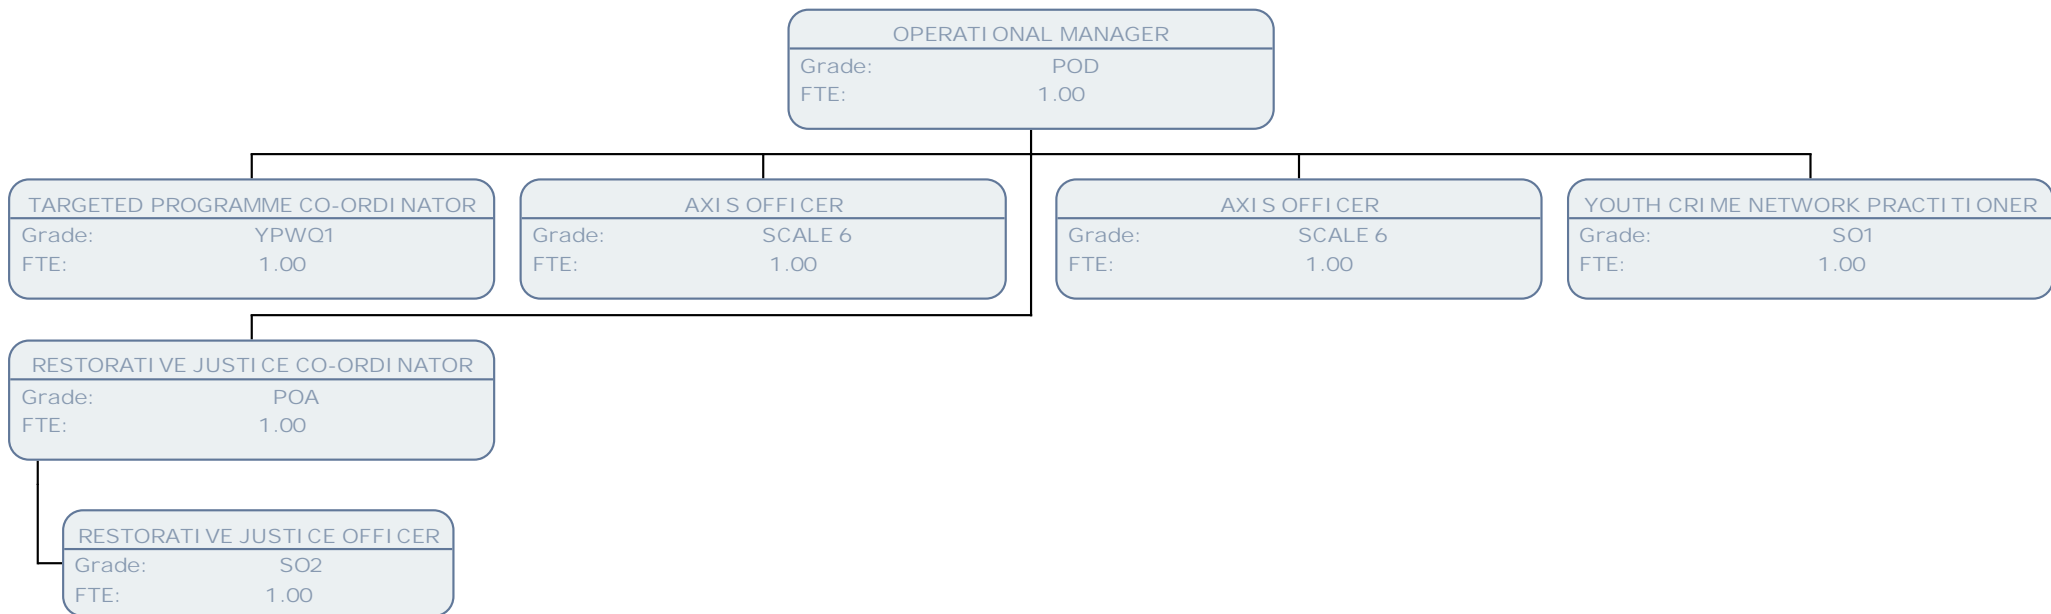 OPERATIONAL MANAGER
Grade: POD
FTE: 1.00
TARGETED PROGRAMME CO-ORDINATOR
Grade: YPWQ1
FTE: 1.00
AXIS OFFICER
Grade: SCALE 6
FTE: 1.00
AXIS OFFICER
Grade: SCALE 6
FTE: 1.00
YOUTH CRIME NETWORK PRACTITIONER
Grade: SO1
FTE: 1.00
RESTORATIVE JUSTICE CO-ORDINATOR
Grade: POA
FTE: 1.00
RESTORATIVE JUSTICE OFFICER
Grade: SO2
FTE: 1.00